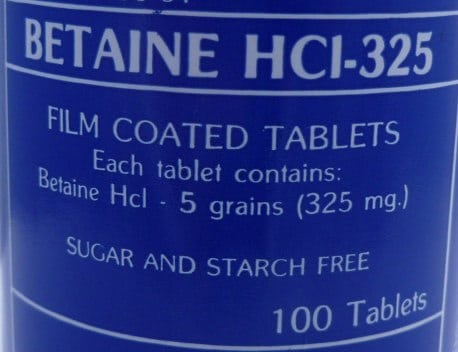 BETAINE HCl-325
FILM COATED TABLETS
Each tablet contains:
Betaine Hcl - 5 grains (325 mg.)
SUGAR AND STARCH FREE
100 Tablets